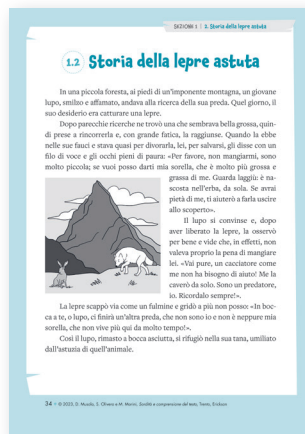 SEZIONE 1 | 2. Storia della lepre astuta
1.2 Storia della lepre astuta
In una piccola foresta, ai piedi di un'imponente montagna, un giovane
lupo, smilzo e affamato, andava alla ricerca della sua preda. Quel giorno, il
suo desiderio era catturare una lepre.
Dopo parecchie ricerche ne trovò una che sembrava bella grossa, quin-
di prese a rincorrerla e, con grande fatica, la raggiunse. Quando la ebbe
nelle sue fauci e stava quasi per divorarla, lei, per salvarsi, gli disse con un
filo di voce e gli occhi pieni di paura: «Per favore, non mangiarmi, sono
molto piccola; se vuoi posso darti mia sorella, che è molto più grossa e
grassa di me. Guarda laggiù: è na-
scosta nell'erba, da sola. Se avrai
pietà di me, ti aiuterò a farla uscire
allo scoperto».
Il lupo si convinse e, dopo
aver liberato la lepre, la osservò
per bene e vide che, in effetti, non
valeva proprio la pena di mangiare
lei. «Vai pure, un cacciatore come
me non ha bisogno di aiuto! Me la
caverò da solo. Sono un predatore,
io. Ricordalo sempre!».
La lepre scappò via come un fulmine e gridò a più non posso: «In boc-
ca a te, o lupo, ci finirà un'altra preda, che non sono io e non è neppure mia
sorella, che non vive più qui da molto tempo!».
Così il lupo, rimasto a bocca asciutta, si rifugiò nella sua tana, umiliato
dall'astuzia di quell'animale.
34 • © 2023, D. Musilo, S. Olivero e M. Marini, Abilità e comprensione del testo, Trento, Erickson